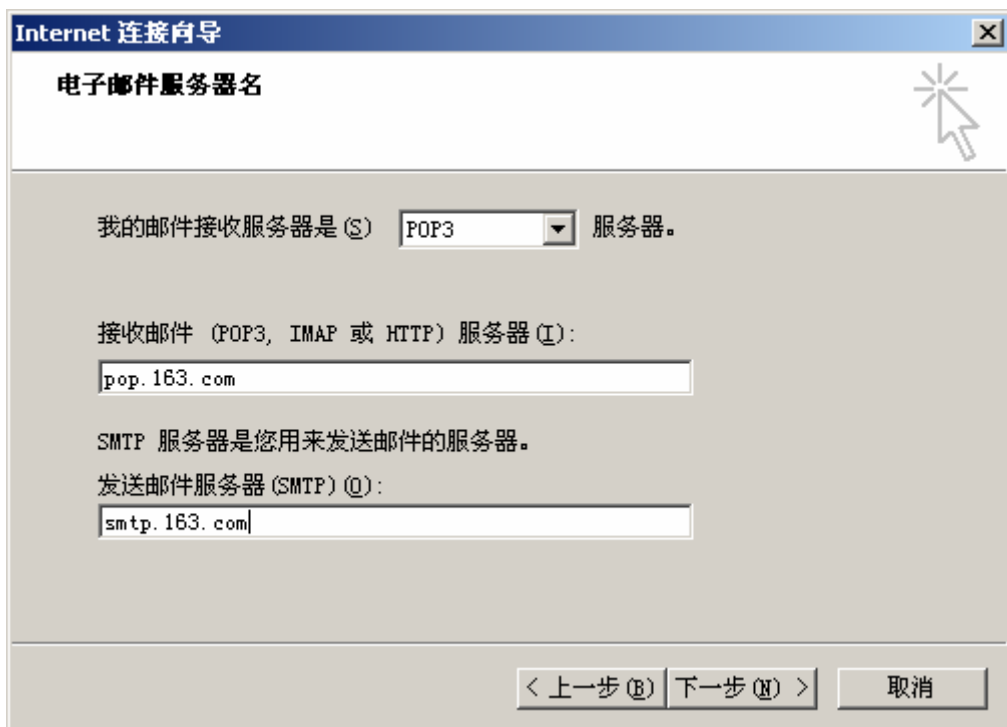 Internet 连接向导
电子邮件服务器名
我的邮件接收服务器是(S) POP3 服务器。
接收邮件 (POP3, IMAP 或 HTTP) 服务器(I):
pop.163.com
SMTP 服务器是您用来发送邮件的服务器。
发送邮件服务器(SMTP)(O):
smtp.163.com
< 上一步(B) 下一步(N) > 取消